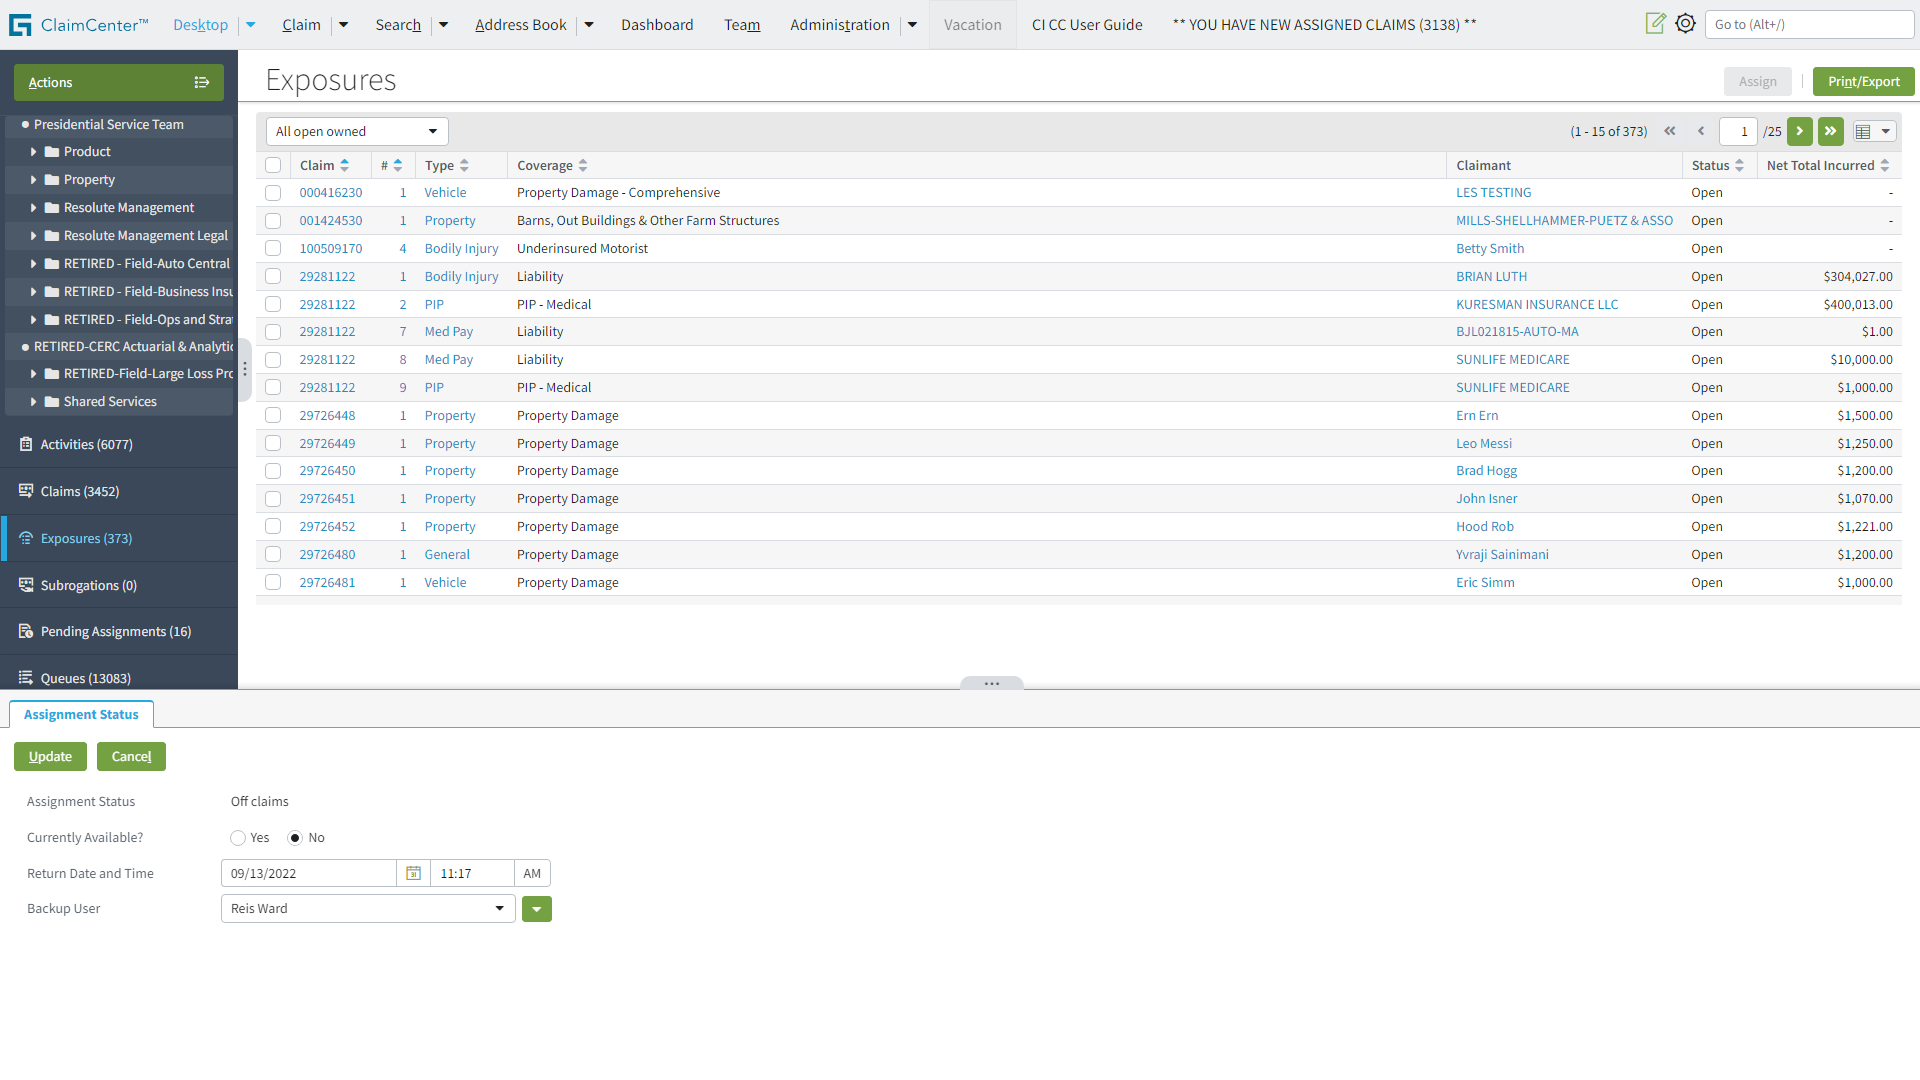 ClaimCenter™ Desktop Claim Search Address Book Dashboard Team Administration Vacation CI CC User Guide ** YOU HAVE NEW ASSIGNED CLAIMS (3138) ** Go to (Alt+/)
Actions
Presidential Service Team
Product
Property
Resolute Management
Resolute Management Legal
RETIRED - Field-Auto Central
RETIRED - Field-Business Insu
RETIRED - Field-Ops and Strat
RETIRED-CERC Actuarial & Analytic
RETIRED-Field-Large Loss Pro
Shared Services
Activities (6077)
Claims (3452)
Exposures (373)
Subrogations (0)
Pending Assignments (16)
Queues (13083)
Exposures
Assign Print/Export
All open owned (1 - 15 of 373) 1 /25
Claim # Type Coverage Claimant Status Net Total Incurred
000416230 1 Vehicle Property Damage - Comprehensive LES TESTING Open -
001424530 1 Property Barns, Out Buildings & Other Farm Structures MILLS-SHELLHAMMER-PUETZ & ASSO Open -
100509170 4 Bodily Injury Underinsured Motorist Betty Smith Open -
29281122 1 Bodily Injury Liability BRIAN LUTH Open $304,027.00
29281122 2 PIP PIP - Medical KURESMAN INSURANCE LLC Open $400,013.00
29281122 7 Med Pay Liability BJL021815-AUTO-MA Open $1.00
29281122 8 Med Pay Liability SUNLIFE MEDICARE Open $10,000.00
29281122 9 PIP PIP - Medical SUNLIFE MEDICARE Open $1,000.00
29726448 1 Property Property Damage Ern Ern Open $1,500.00
29726449 1 Property Property Damage Leo Messi Open $1,250.00
29726450 1 Property Property Damage Brad Hogg Open $1,200.00
29726451 1 Property Property Damage John Isner Open $1,070.00
29726452 1 Property Property Damage Hood Rob Open $1,221.00
29726480 1 General Property Damage Yvraji Sainimani Open $1,200.00
29726481 1 Vehicle Property Damage Eric Simm Open $1,000.00
Assignment Status
Update Cancel
Assignment Status Off claims
Currently Available? Yes No
Return Date and Time 09/13/2022 31 11:17 AM
Backup User Reis Ward